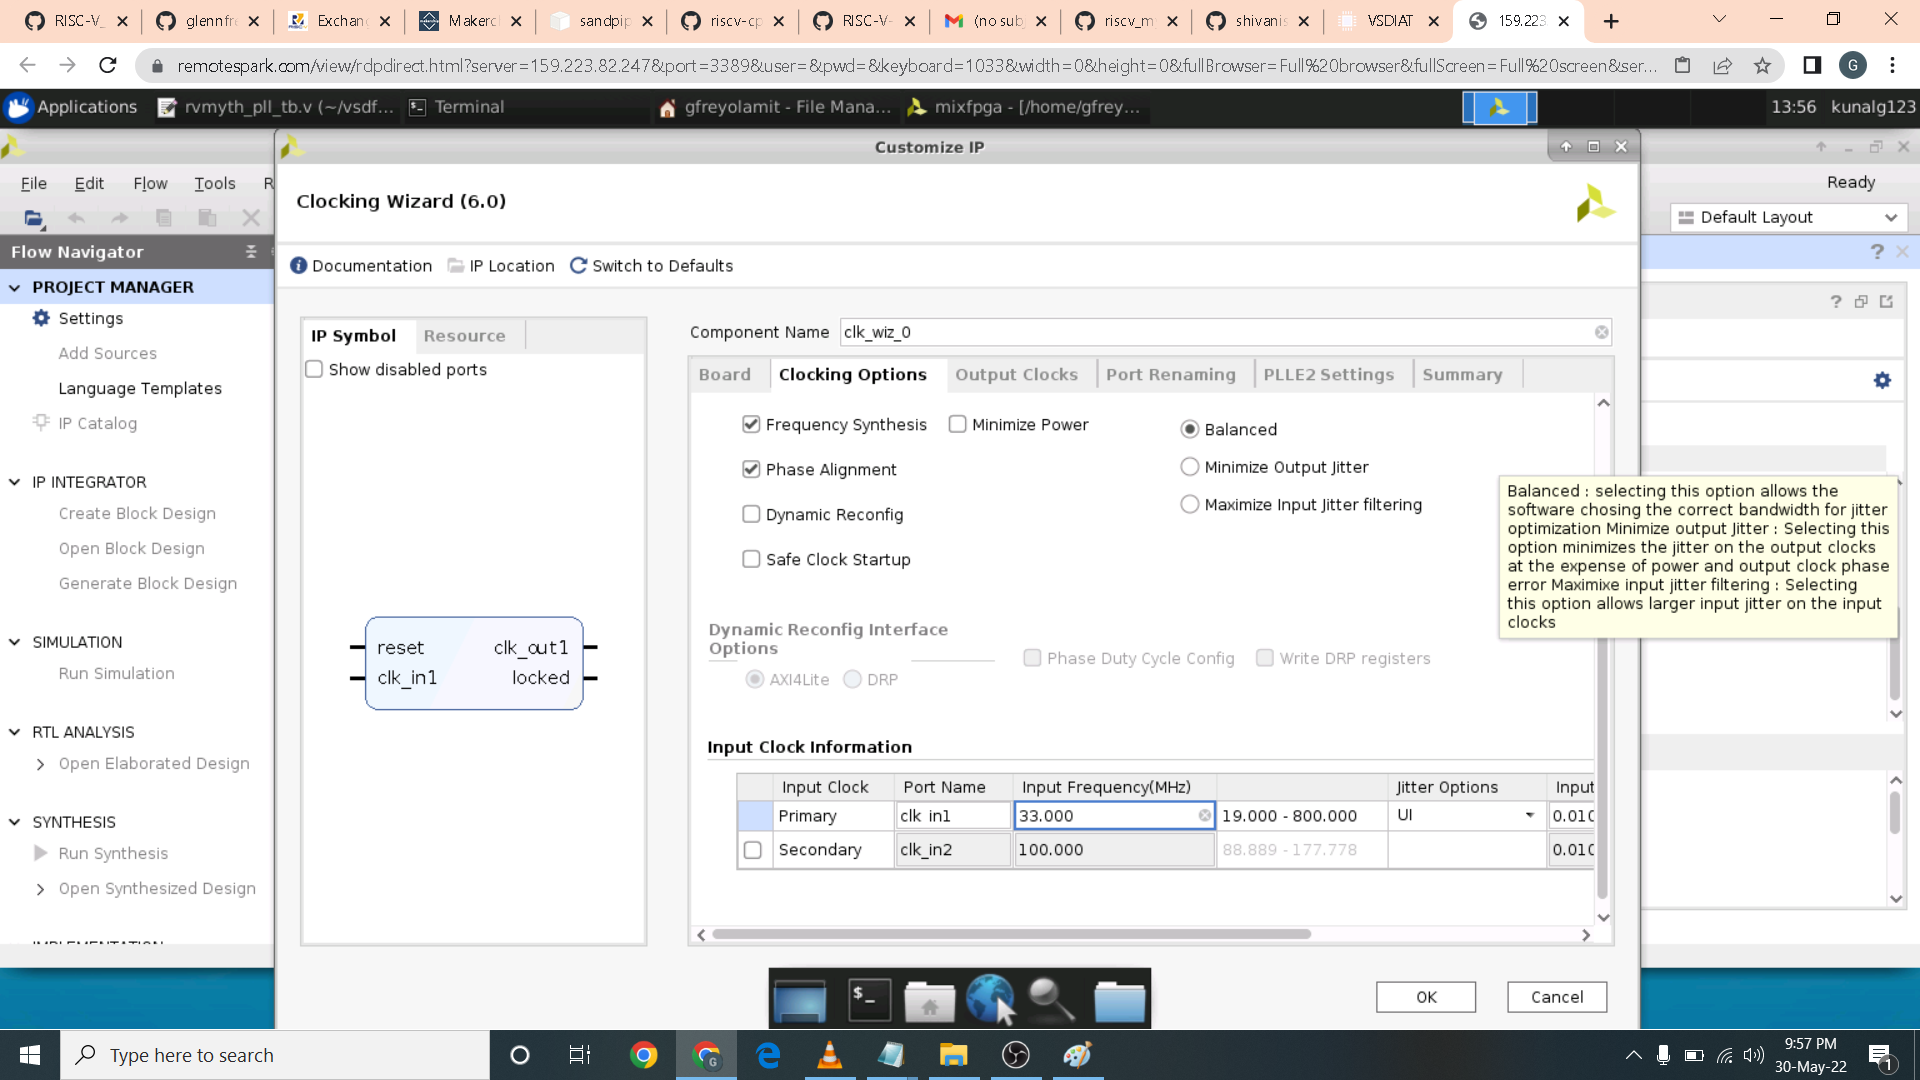 RISC-V_
glennfre
Exchan
Makerch
sandpip
riscv-cp
RISC-V-
(no sub
riscv_my
shivanis
VSDIAT
159.223
remotespark.com/view/rdpdirect.html?server=159.223.82.247&port=3389&user=&pwd=&keyboard=1033&width=0&height=0&fullBrowser=Full%20browser&fullScreen=Full%20screen&ser...
G
Applications
rvmyth_pll_tb.v (~/vsdf...
Terminal
gfreyolamit - File Mana...
mixfpga - [/home/gfrey...
13:56
kunalg123
Customize IP
File Edit Flow Tools R
Ready
Clocking Wizard (6.0)
Default Layout
Flow Navigator
Documentation
IP Location
Switch to Defaults
PROJECT MANAGER
Settings
Add Sources
Language Templates
IP Catalog
IP INTEGRATOR
Create Block Design
Open Block Design
Generate Block Design
SIMULATION
Run Simulation
RTL ANALYSIS
Open Elaborated Design
SYNTHESIS
Run Synthesis
Open Synthesized Design
IMPLEMENTATION
IP Symbol
Resource
Show disabled ports
reset
clk_in1
clk_out1
locked
Component Name clk_wiz_0
Board
Clocking Options
Output Clocks
Port Renaming
PLLE2 Settings
Summary
Frequency Synthesis
Minimize Power
Phase Alignment
Dynamic Reconfig
Safe Clock Startup
Balanced
Minimize Output Jitter
Maximize Input Jitter filtering
Balanced : selecting this option allows the
software chosing the correct bandwidth for jitter
optimization Minimize output Jitter : Selecting this
option minimizes the jitter on the output clocks
at the expense of power and output clock phase
error Maximixe input jitter filtering : Selecting
this option allows larger input jitter on the input
clocks
Dynamic Reconfig Interface
Options
AXI4Lite
DRP
Phase Duty Cycle Config
Write DRP registers
Input Clock Information
Input Clock Port Name Input Frequency(MHz) Jitter Options Input
Primary clk_in1 33.000 19.000 - 800.000 UI 0.010
Secondary clk_in2 100.000 88.889 - 177.778 0.010
OK
Cancel
Type here to search
9:57 PM
30-May-22
1